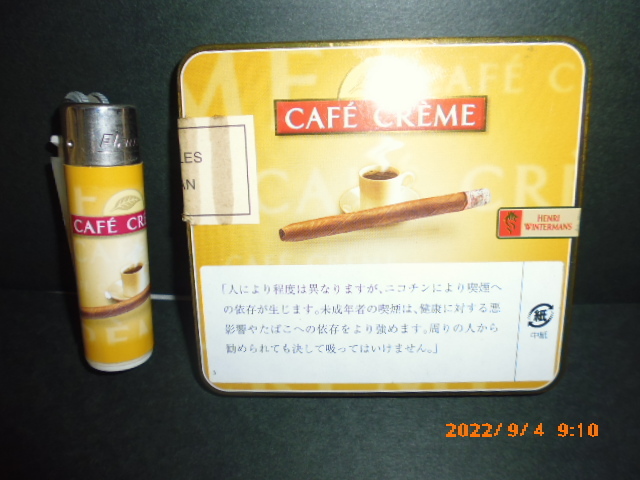 CAFÉ CR
CAFÉ C
CAFÉ CRÈME
LES
AN
HENRI
WINTERMANS
「人により程度は異なりますが、ニコチンにより喫煙へ
の依存が生じます。未成年者の喫煙は、健康に対する悪
影響やたばこへの依存をより強めます。周りの人から
勧められても決して吸ってはいけません。」
紙
中紙
2022/9/4 9:10